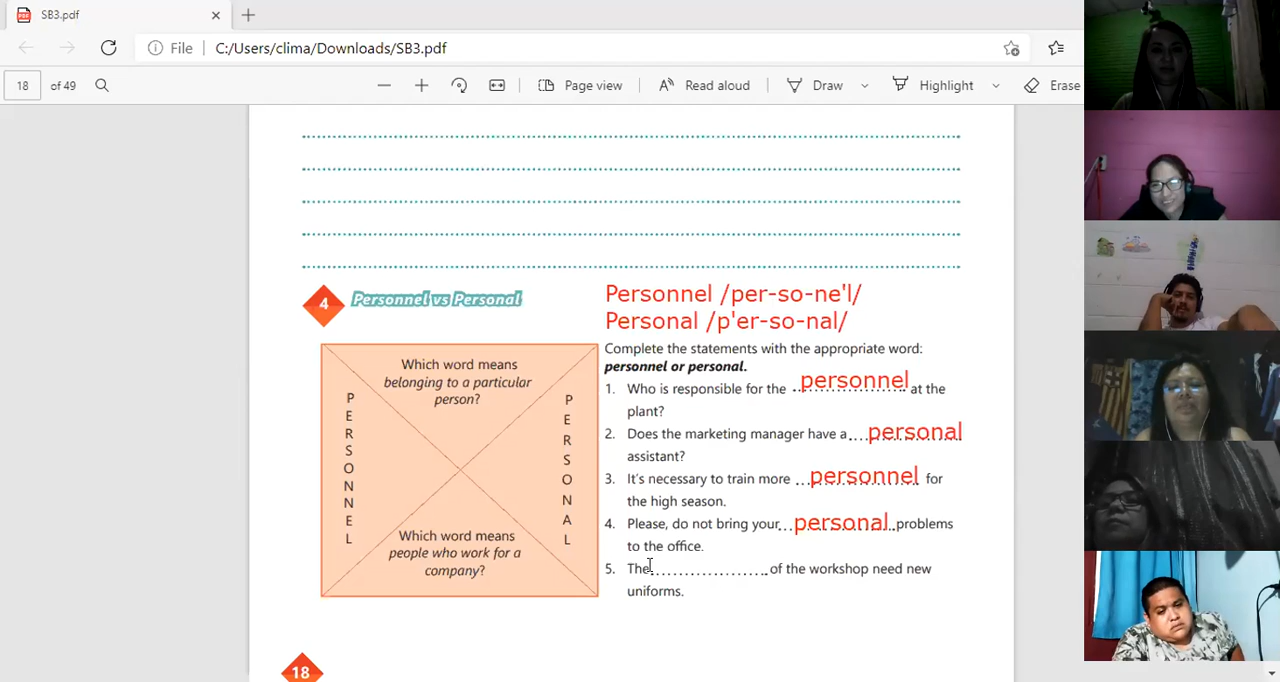 SB3.pdf
File C:/Users/clima/Downloads/SB3.pdf
18 of 49 Page view Read aloud Draw Highlight Erase
4 Personnel vs Personal
Personnel /per-so-ne'l/
Personal /p'er-so-nal/
Which word means
belonging to a particular
person?
PERSONNEL
PERSONAL
Which word means
people who work for a
company?
Complete the statements with the appropriate word:
personnel or personal.
1. Who is responsible for the personnel at the
plant?
2. Does the marketing manager have a personal
assistant?
3. It's necessary to train more personnel for
the high season.
4. Please, do not bring your personal problems
to the office.
5. The of the workshop need new
uniforms.
18